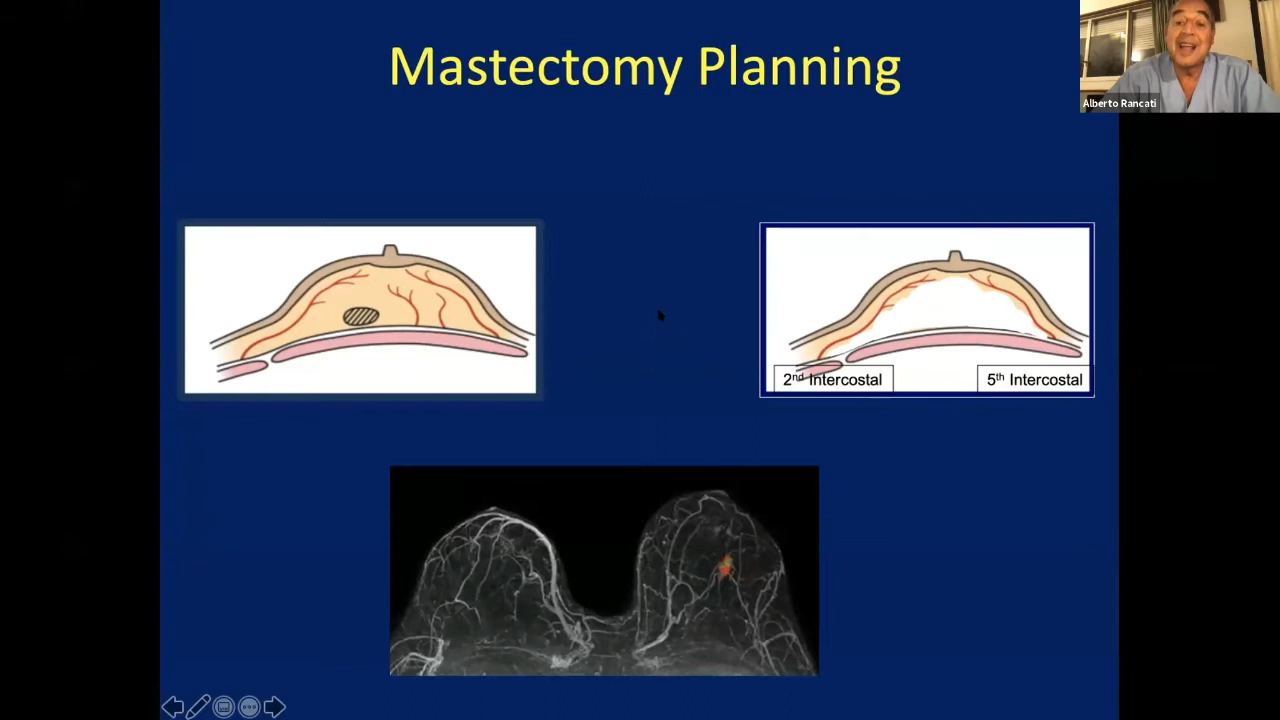 Mastectomy Planning
Alberto Rancati
2nd Intercostal
5th Intercostal